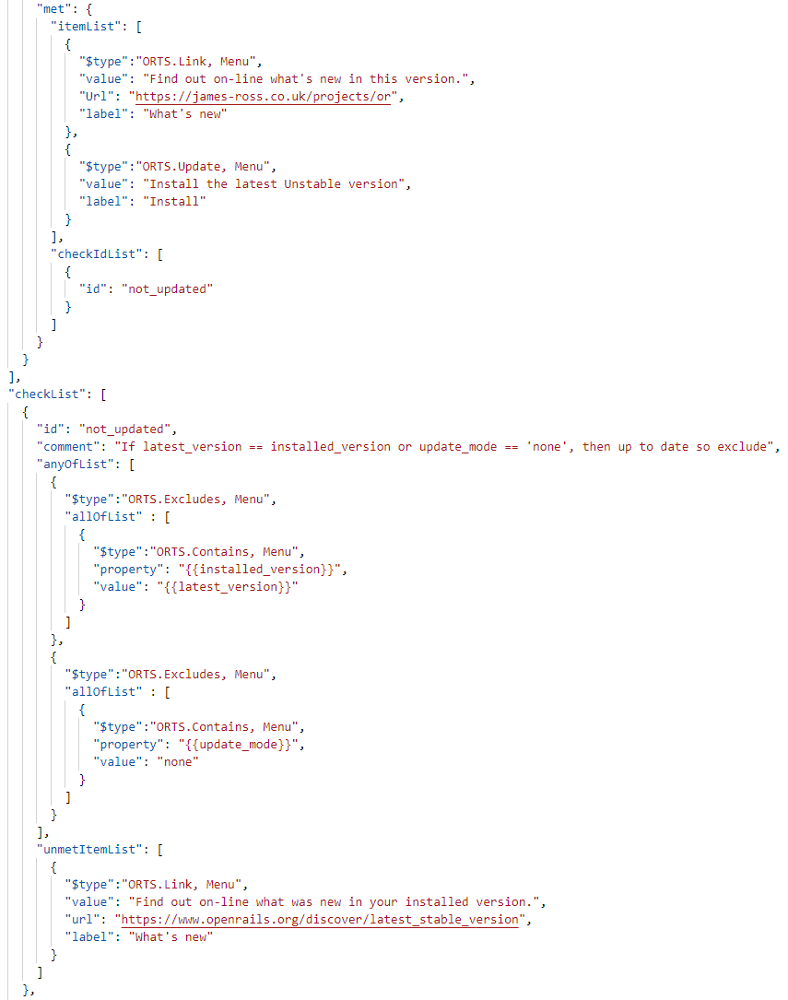 "met": {
"itemList": [
{
"$type":"ORTS.Link, Menu",
"value": "Find out on-line what's new in this version.",
"Url": "https://james-ross.co.uk/projects/or",
"label": "What's new"
},
{
"$type":"ORTS.Update, Menu",
"value": "Install the latest Unstable version",
"label": "Install"
}
],
"checkIdList": [
{
"id": "not_updated"
}
]
}
}
],
"checkList": [
{
"id": "not_updated",
"comment": "If latest_version == installed_version or update_mode == 'none', then up to date so exclude",
"anyOfList": [
{
"$type":"ORTS.Excludes, Menu",
"allOfList" : [
{
"$type":"ORTS.Contains, Menu",
"property": "{{installed_version}}",
"value": "{{latest_version}}"
}
]
},
{
"$type":"ORTS.Excludes, Menu",
"allOfList" : [
{
"$type":"ORTS.Contains, Menu",
"property": "{{update_mode}}",
"value": "none"
}
]
}
],
"unmetItemList": [
{
"$type":"ORTS.Link, Menu",
"value": "Find out on-line what was new in your installed version.",
"url": "https://www.openrails.org/discover/latest_stable_version",
"label": "What's new"
}
]
},